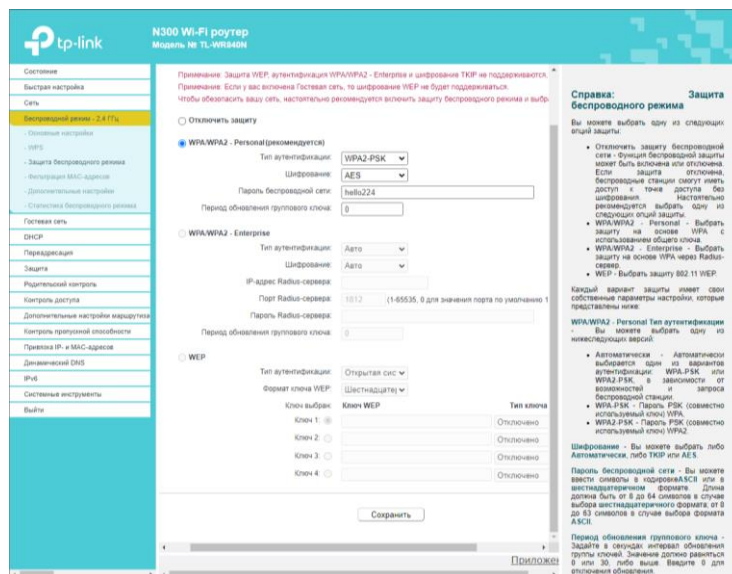 tp-link
N300 Wi-Fi роутер
Модель № TL-WR840N
Состояние
Быстрая настройка
Сеть
Беспроводной режим - 2,4 ГГц
- Основные настройки
- WPS
- Защита беспроводного режима
- Фильтрация MAC-адресов
- Дополнительные настройки
- Статистика беспроводного режима
Гостевая сеть
DHCP
Переадресация
Защита
Родительский контроль
Контроль доступа
Дополнительные настройки маршрутиза
Контроль пропускной способности
Привязка IP- и MAC-адресов
Динамический DNS
IPv6
Системные инструменты
Выйти
Примечание: Защита WEP, аутентификация WPA/WPA2 - Enterprise и шифрование TKIP не поддерживаются.
Примечание: Если у вас включена Гостевая сеть, то шифрование WEP не будет поддерживаться.
Чтобы обезопасить вашу сеть, настоятельно рекомендуется включить защиту беспроводного режима и выбра
Отключить защиту
WPA/WPA2 - Personal(рекомендуется)
Тип аутентификации: WPA2-PSK
Шифрование: AES
Пароль беспроводной сети: hello224
Период обновления группового ключа: 0
WPA/WPA2 - Enterprise
Тип аутентификации: Авто
Шифрование: Авто
IP-адрес Radius-сервера:
Порт Radius-сервера: 1812 (1-65535, 0 для значения порта по умолчанию 1
Пароль Radius-сервера:
Период обновления группового ключа: 0
WEP
Тип аутентификации: Открытая сис
Формат ключа WEP: Шестнадцатер
Ключ выбран: Ключ WEP Тип ключа
Ключ 1: Отключено
Ключ 2: Отключено
Ключ 3: Отключено
Ключ 4: Отключено
Сохранить
Приложен
Справка: Защита
беспроводного режима
Вы можете выбрать одну из следующих
опций защиты:
• Отключить защиту беспроводной
сети - Функция беспроводной защиты
может быть включена или отключена.
Если защита отключена,
беспроводные станции смогут иметь
доступ к точке доступа без
шифрования. Настоятельно
рекомендуется выбрать одну из
следующих опций защиты.
• WPA/WPA2 - Personal - Выбрать
защиту на основе WPA с
использованием общего ключа.
• WPA/WPA2 - Enterprise - Выбрать
защиту на основе WPA через Radius-
сервер.
• WEP - Выбрать защиту 802.11 WEP.
Каждый вариант защиты имеет свои
собственные параметры настройки, которые
представлены ниже:
WPA/WPA2 - Personal Тип аутентификации
- Вы можете выбрать одну из
нижеследующих версий:
• Автоматически - Автоматически
выбирается один из вариантов
аутентификации: WPA-PSK или
WPA2-PSK, в зависимости от
возможностей и запроса
беспроводной станции.
• WPA-PSK - Пароль PSK (совместно
используемый ключ) WPA.
• WPA2-PSK - Пароль PSK (совместно
используемый ключ) WPA2.
Шифрование - Вы можете выбрать либо
Автоматически, либо TKIP или AES.
Пароль беспроводной сети - Вы можете
ввести символы в кодировкеASCII или в
шестнадцатеричном формате. Длина
должна быть от 8 до 64 символов в случае
выбора шестнадцатеричного формата; от 8
до 63 символов в случае выбора формата
ASCII.
Период обновления группового ключа -
Задайте в секундах интервал обновления
группы ключей. Значение должно равняться
0 или 30, либо выше. Введите 0 для
отключения обновления.